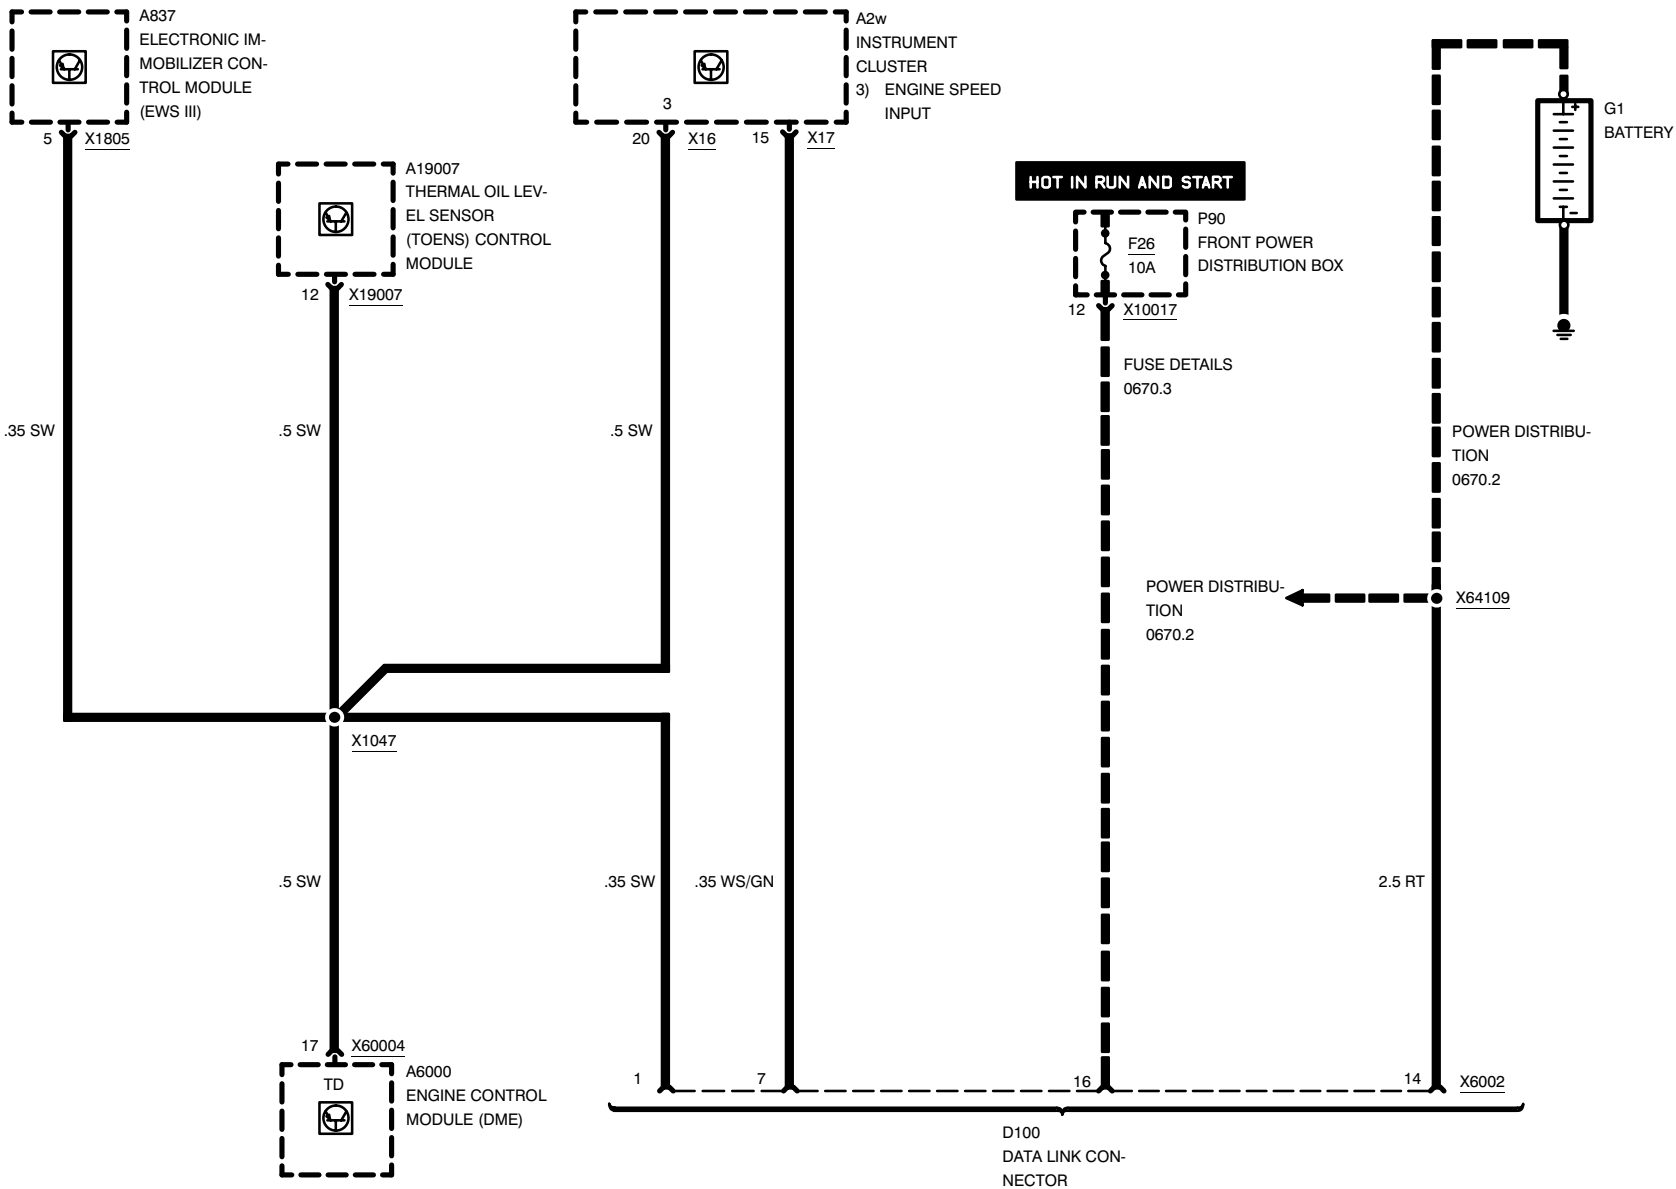 A837
ELECTRONIC IM-
MOBILIZER CON-
TROL MODULE
(EWS III)
5
X1805
A2w
INSTRUMENT
CLUSTER
3) ENGINE SPEED
INPUT
3
20
X16
15
X17
G1
BATTERY
+
-
A19007
THERMAL OIL LEV-
EL SENSOR
(TOENS) CONTROL
MODULE
12
X19007
HOT IN RUN AND START
P90
FRONT POWER
DISTRIBUTION BOX
F26
10A
12
X10017
FUSE DETAILS
0670.3
.35 SW
.5 SW
.5 SW
POWER DISTRIBU-
TION
0670.2
POWER DISTRIBU-
TION
0670.2
X64109
X1047
.5 SW
.35 SW
.35 WS/GN
2.5 RT
17
X60004
A6000
ENGINE CONTROL
MODULE (DME)
TD
1
7
16
14
X6002
D100
DATA LINK CON-
NECTOR